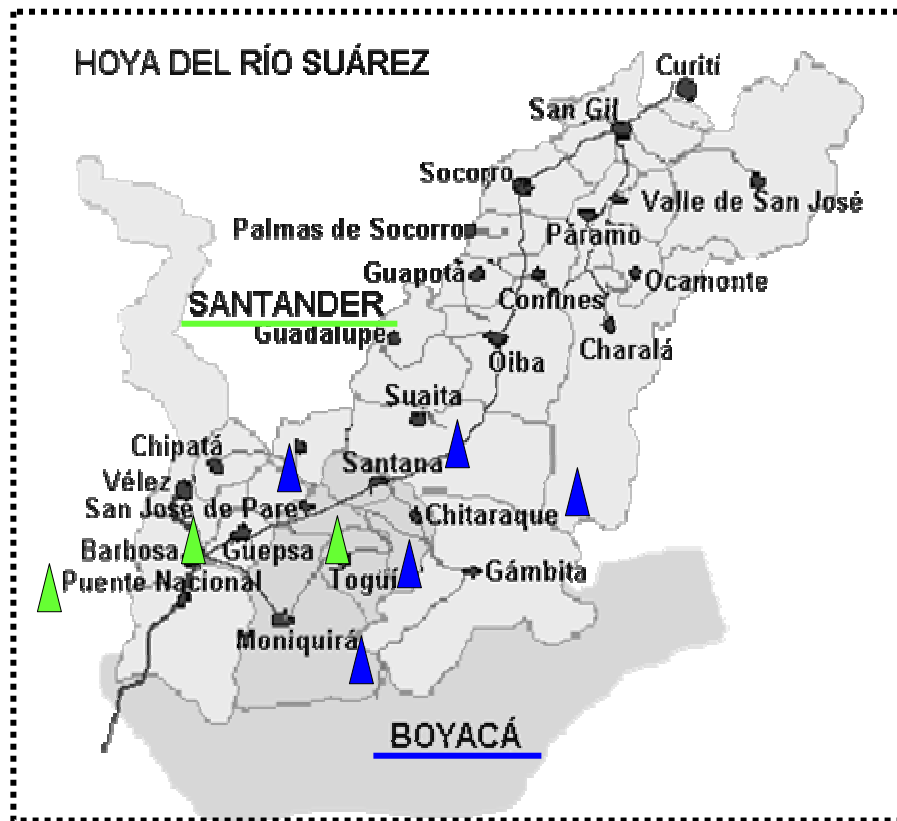 HOYA DEL RÍO SUÁREZ
Curití
San Gil
Socorro
Valle de San José
Palmas de Socorro
Páramo
Guapotá
Ocamonte
Confines
SANTANDER
Guadalupe
Oiba
Charalá
Suaita
Chipatá
Santana
Vélez
San José de Pare
Chitaraque
Barbosa
Güepsa
Puente Nacional
Togüí
Gámbita
Moniquirá
BOYACÁ